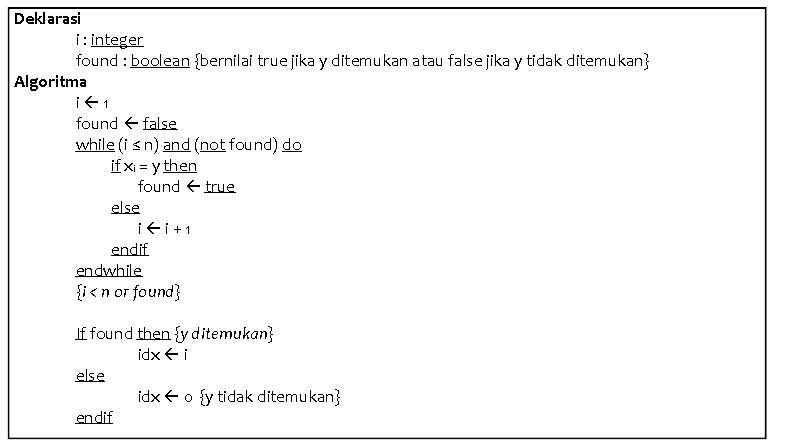 Deklarasi
i : integer
found : boolean {bernilai true jika y ditemukan atau false jika y tidak ditemukan}
Algoritma
i ← 1
found ← false
while (i ≤ n) and (not found) do
if xᵢ = y then
found ← true
else
i ← i + 1
endif
endwhile
{i < n or found}
If found then {y ditemukan}
idx ← i
else
idx ← 0 {y tidak ditemukan}
endif